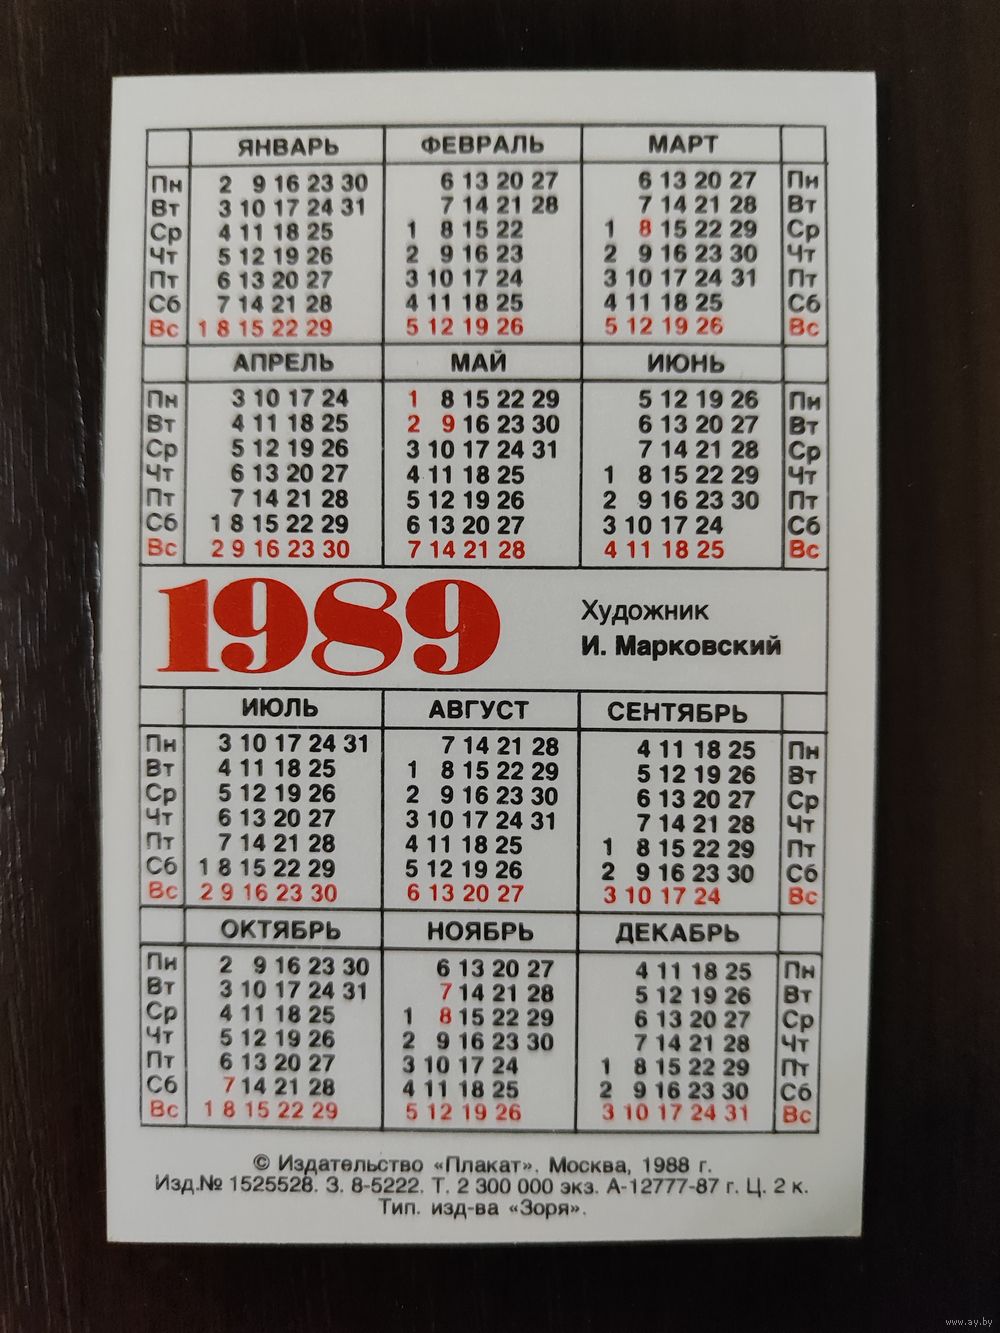 ЯНВАРЬ ФЕВРАЛЬ МАРТ
Пн 2 9 16 23 30 6 13 20 27 6 13 20 27 Пн
Вт 3 10 17 24 31 7 14 21 28 7 14 21 28 Вт
Ср 4 11 18 25 1 8 15 22 1 8 15 22 29 Ср
Чт 5 12 19 26 2 9 16 23 2 9 16 23 30 Чт
Пт 6 13 20 27 3 10 17 24 3 10 17 24 31 Пт
Сб 7 14 21 28 4 11 18 25 4 11 18 25 Сб
Вс 1 8 15 22 29 5 12 19 26 5 12 19 26 Вс
АПРЕЛЬ МАЙ ИЮНЬ
Пн 3 10 17 24 1 8 15 22 29 5 12 19 26 Пн
Вт 4 11 18 25 2 9 16 23 30 6 13 20 27 Вт
Ср 5 12 19 26 3 10 17 24 31 7 14 21 28 Ср
Чт 6 13 20 27 4 11 18 25 1 8 15 22 29 Чт
Пт 7 14 21 28 5 12 19 26 2 9 16 23 30 Пт
Сб 1 8 15 22 29 6 13 20 27 3 10 17 24 Сб
Вс 2 9 16 23 30 7 14 21 28 4 11 18 25 Вс
1989
Художник
И. Марковский
ИЮЛЬ АВГУСТ СЕНТЯБРЬ
Пн 3 10 17 24 31 7 14 21 28 4 11 18 25 Пн
Вт 4 11 18 25 1 8 15 22 29 5 12 19 26 Вт
Ср 5 12 19 26 2 9 16 23 30 6 13 20 27 Ср
Чт 6 13 20 27 3 10 17 24 31 7 14 21 28 Чт
Пт 7 14 21 28 4 11 18 25 1 8 15 22 29 Пт
Сб 1 8 15 22 29 5 12 19 26 2 9 16 23 30 Сб
Вс 2 9 16 23 30 6 13 20 27 3 10 17 24 Вс
ОКТЯБРЬ НОЯБРЬ ДЕКАБРЬ
Пн 2 9 16 23 30 6 13 20 27 4 11 18 25 Пн
Вт 3 10 17 24 31 7 14 21 28 5 12 19 26 Вт
Ср 4 11 18 25 1 8 15 22 29 6 13 20 27 Ср
Чт 5 12 19 26 2 9 16 23 30 7 14 21 28 Чт
Пт 6 13 20 27 3 10 17 24 1 8 15 22 29 Пт
Сб 7 14 21 28 4 11 18 25 2 9 16 23 30 Сб
Вс 1 8 15 22 29 5 12 19 26 3 10 17 24 31 Вс
© Издательство «Плакат». Москва, 1988 г.
Изд.№ 1525528. З. 8-5222. Т. 2 300 000 экз. А-12777-87 г. Ц. 2 к.
Тип. изд-ва «Зоря».
www.ay.by